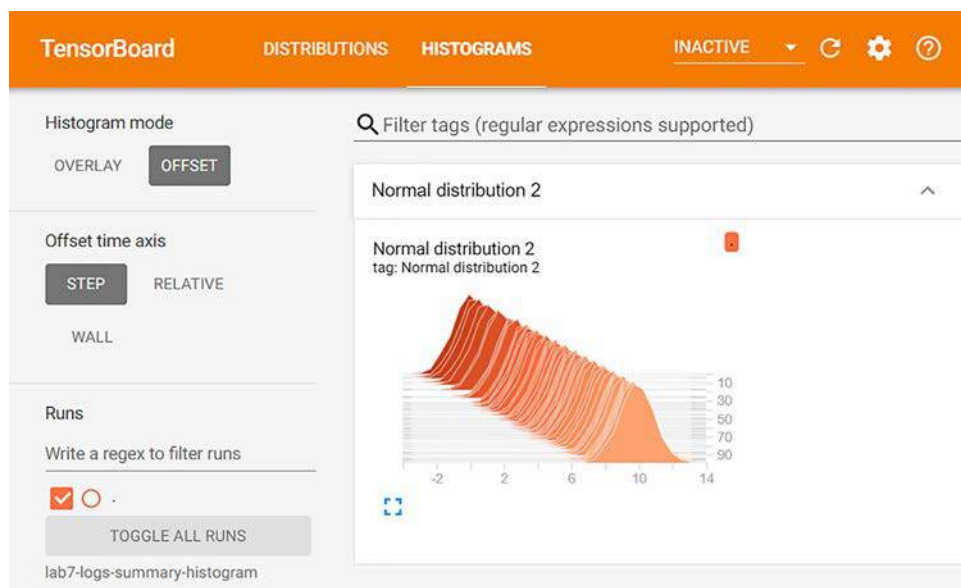 TensorBoard DISTRIBUTIONS HISTOGRAMS INACTIVE
Histogram mode
OVERLAY OFFSET
Offset time axis
STEP RELATIVE
WALL
Runs
Write a regex to filter runs
.
TOGGLE ALL RUNS
lab7-logs-summary-histogram
Filter tags (regular expressions supported)
Normal distribution 2
Normal distribution 2
tag: Normal distribution 2
.
10
30
50
70
90
-2 2 6 10 14